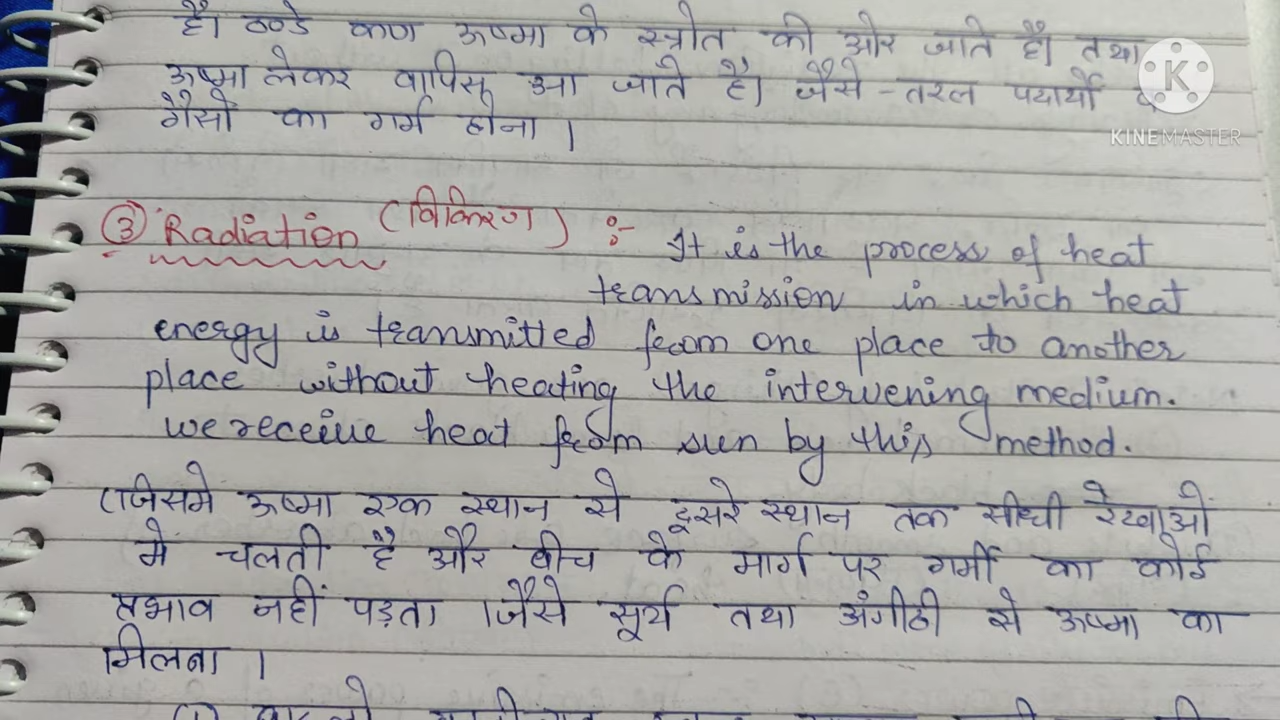 है। ठण्डे कण ऊष्मा के स्त्रोत की ओर जाते है। तथा
ऊष्मा लेकर वापिस आ जाते है। जैसे - तरल पदार्थो व
गैसों का गर्म होना।
KINEMASTER
③ Radiation (विकिरण) :- It is the process of heat
transmission in which heat
energy is transmitted from one place to another
place without heating the intervening medium.
we receive heat from sun by this method.
(जिसमे ऊष्मा एक स्थान से दूसरे स्थान तक सीधी रेखाओं
मे चलती है और बीच के मार्ग पर गर्मी का कोई
प्रभाव नहीं पड़ता। जैसे सूर्य तथा अंगीठी से ऊष्मा का
मिलना।